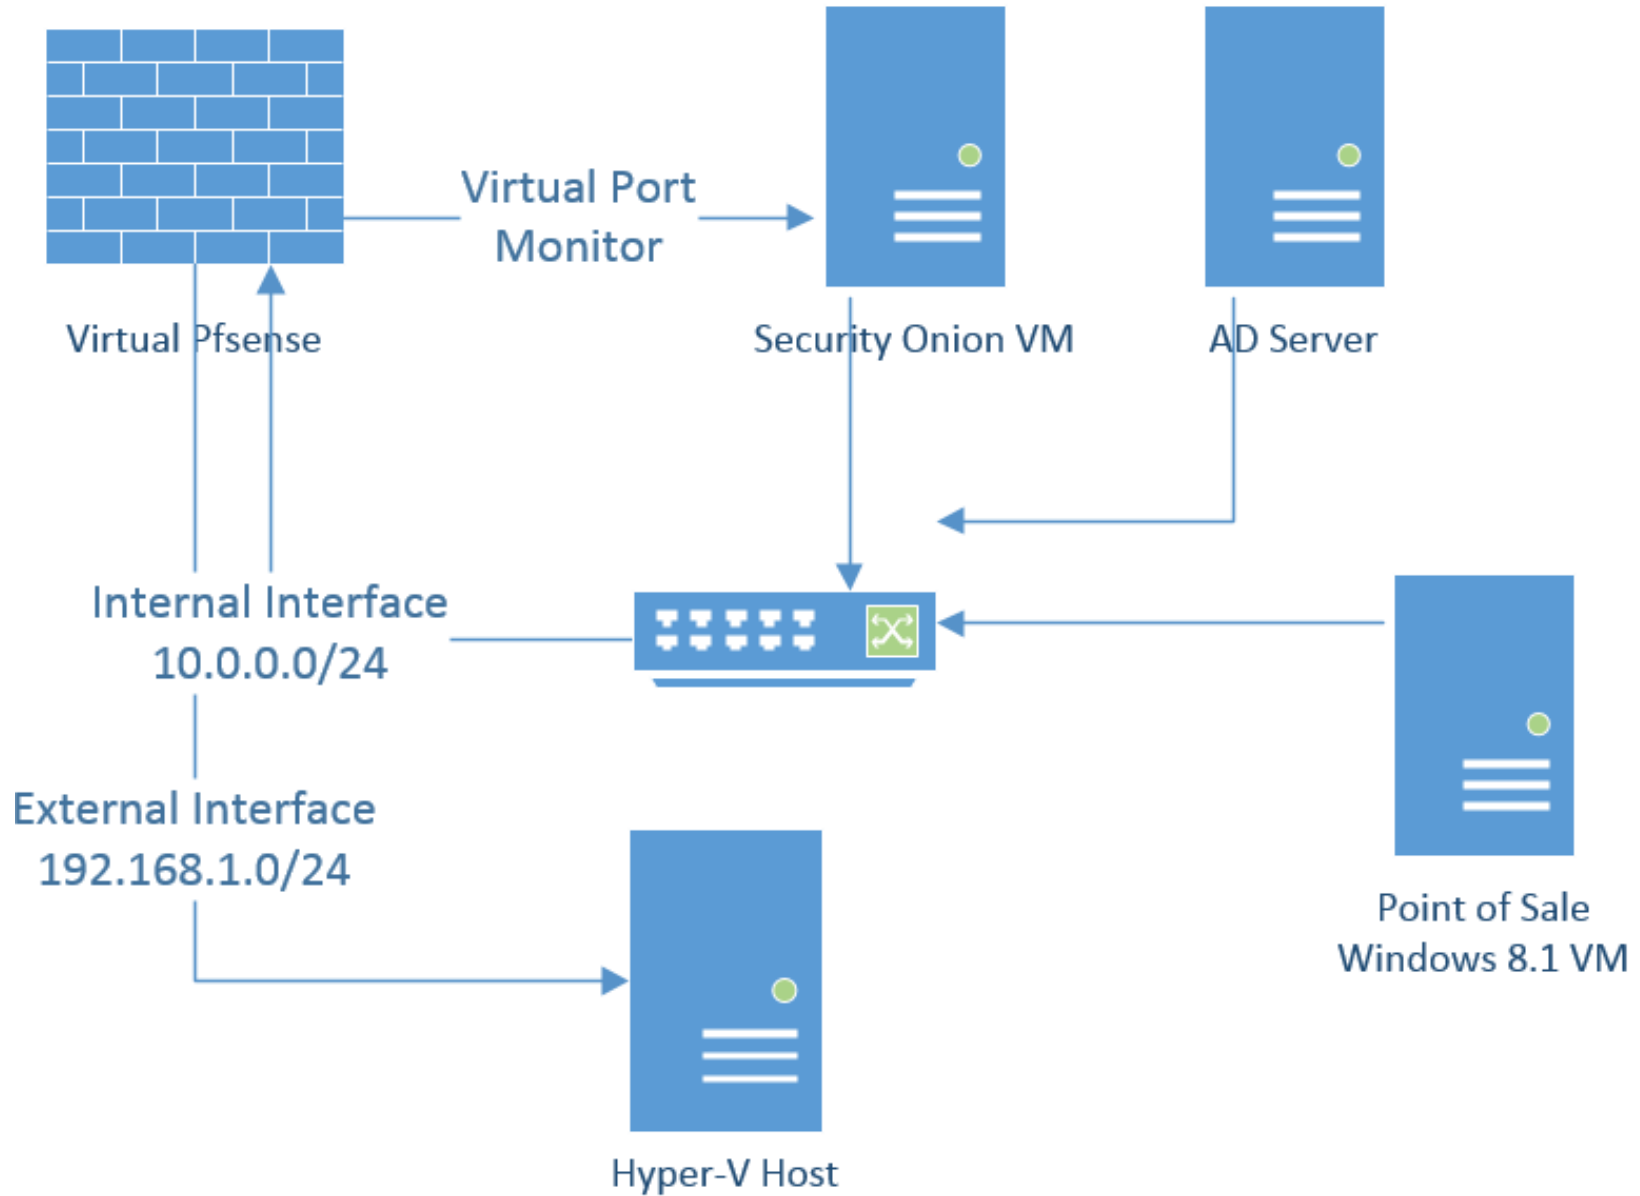 Virtual Port
Monitor
Virtual Pfsense
Security Onion VM
AD Server
Internal Interface
10.0.0.0/24
External Interface
192.168.1.0/24
Point of Sale
Windows 8.1 VM
Hyper-V Host